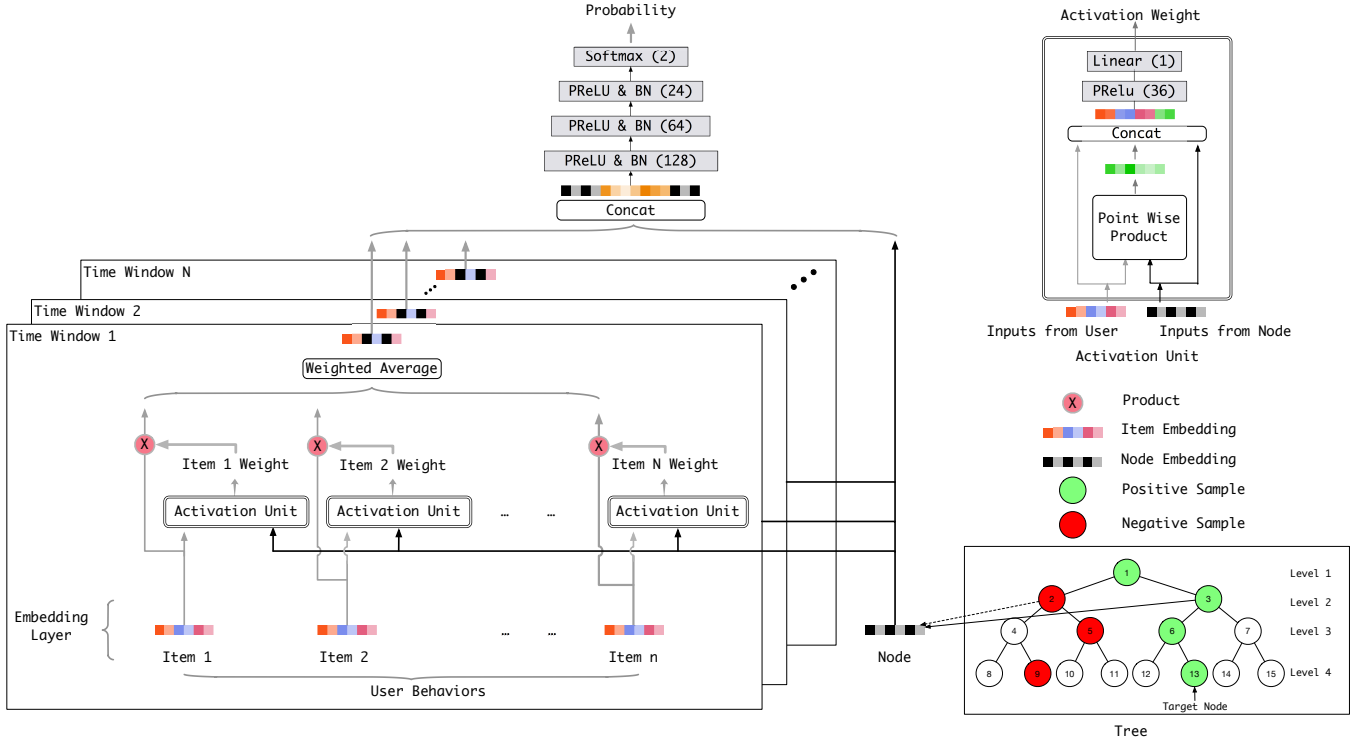 Probability
Softmax (2)
PReLU & BN (24)
PReLU & BN (64)
PReLU & BN (128)
Concat
Time Window N
Time Window 2
Time Window 1
Weighted Average
X
X
X
Item 1 Weight
Item 2 Weight
Item N Weight
Activation Unit
Activation Unit
… …
Activation Unit
Embedding
Layer
… …
Item 1
Item 2
Item n
User Behaviors
Node
Activation Weight
Linear (1)
PRelu (36)
Concat
Point Wise
Product
Inputs from User
Inputs from Node
Activation Unit
X
Product
Item Embedding
Node Embedding
Positive Sample
Negative Sample
1
Level 1
2
3
Level 2
4
5
6
7
Level 3
8
9
10
11
12
13
14
15
Level 4
Target Node
Tree